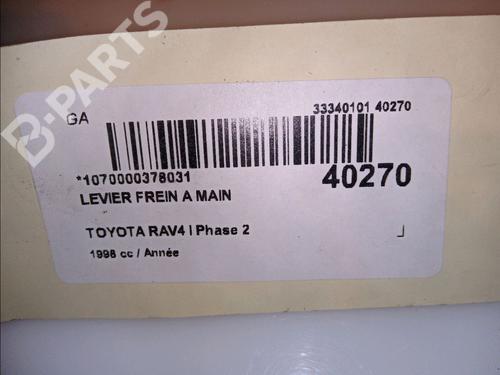 B-PARTS
GA
33340101 40270
*1070000378031
40270
LEVIER FREIN A MAIN
TOYOTA RAV4 I Phase 2
1998 cc / Année